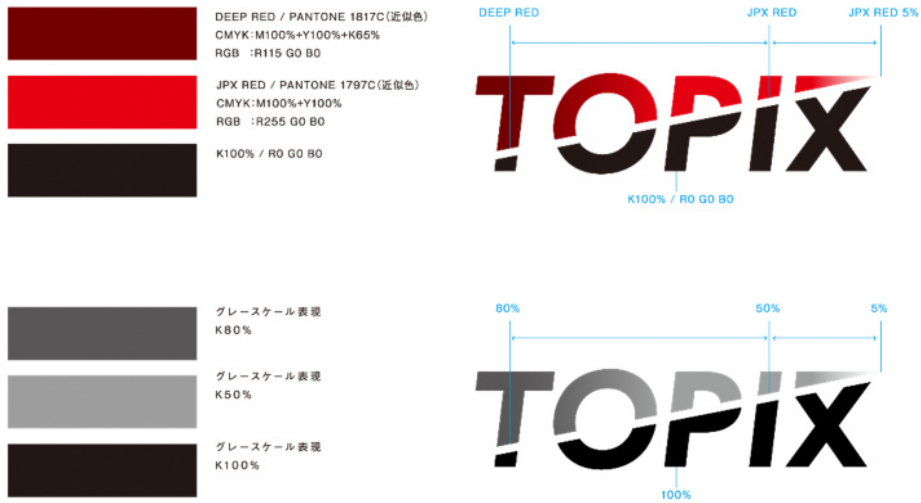 DEEP RED / PANTONE 1817C(近似色)
CMYK:M100%+Y100%+K65%
RGB :R115 G0 B0
JPX RED / PANTONE 1797C(近似色)
CMYK:M100%+Y100%
RGB :R255 G0 B0
K100% / R0 G0 B0
DEEP RED JPX RED JPX RED 5%
TOPIX
K100% / R0 G0 B0
グレースケール表現
K80%
グレースケール表現
K50%
グレースケール表現
K100%
80% 50% 5%
TOPIX
100%